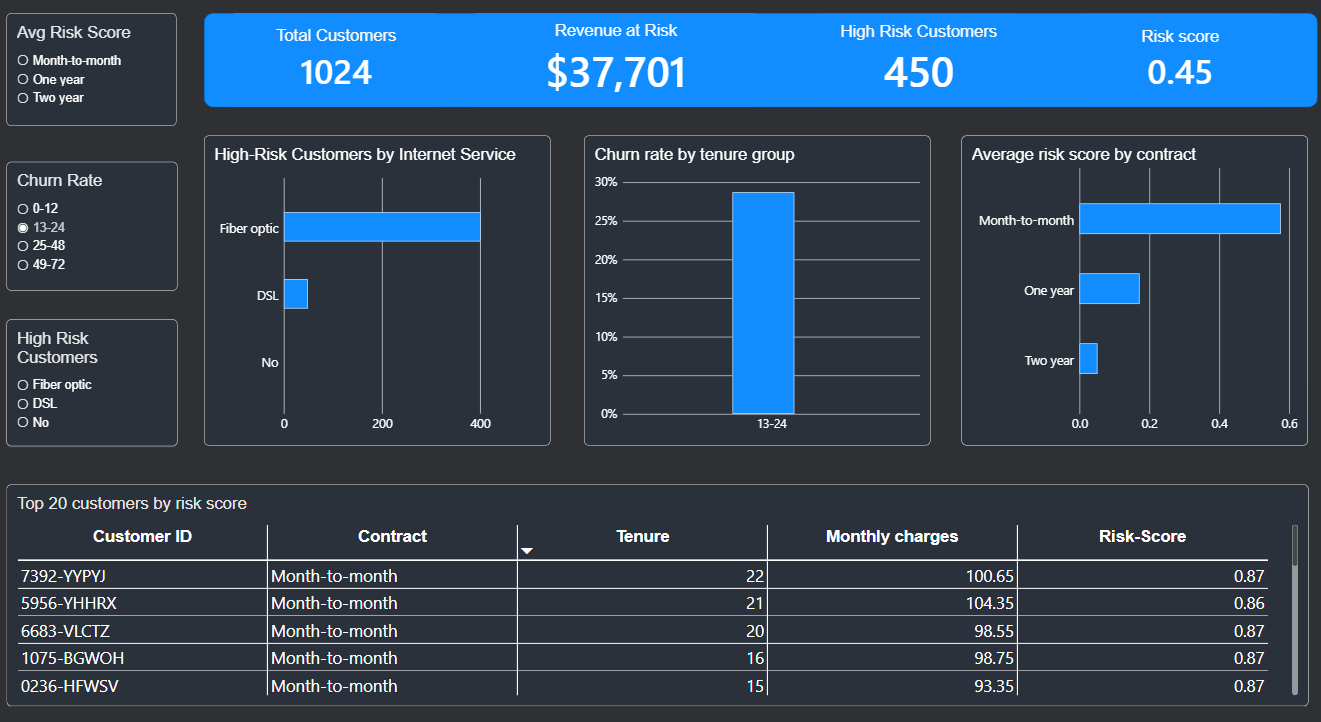 Avg Risk Score
Month-to-month
One year
Two year
Total Customers
1024
Revenue at Risk
$37,701
High Risk Customers
450
Risk score
0.45
Churn Rate
0-12
13-24
25-48
49-72
High Risk
Customers
Fiber optic
DSL
No
High-Risk Customers by Internet Service
Fiber optic
DSL
No
0 200 400
Churn rate by tenure group
30%
25%
20%
15%
10%
5%
0%
13-24
Average risk score by contract
Month-to-month
One year
Two year
0.0 0.2 0.4 0.6
Top 20 customers by risk score
Customer ID Contract Tenure Monthly charges Risk-Score
7392-YYPYJ Month-to-month 22 100.65 0.87
5956-YHHRX Month-to-month 21 104.35 0.86
6683-VLCTZ Month-to-month 20 98.55 0.87
1075-BGWOH Month-to-month 16 98.75 0.87
0236-HFWSV Month-to-month 15 93.35 0.87